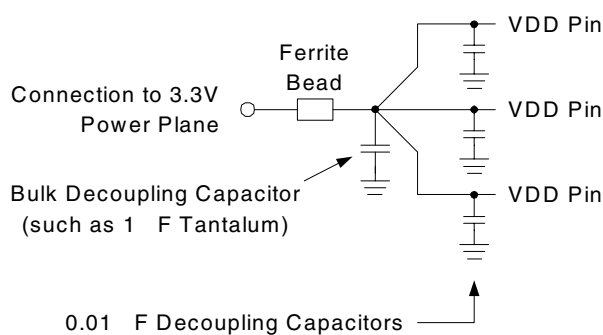 VDD Pin
Ferrite
Bead
Connection to 3.3V
Power Plane
VDD Pin
Bulk Decoupling Capacitor
(such as 1 F Tantalum)
VDD Pin
0.01 F Decoupling Capacitors